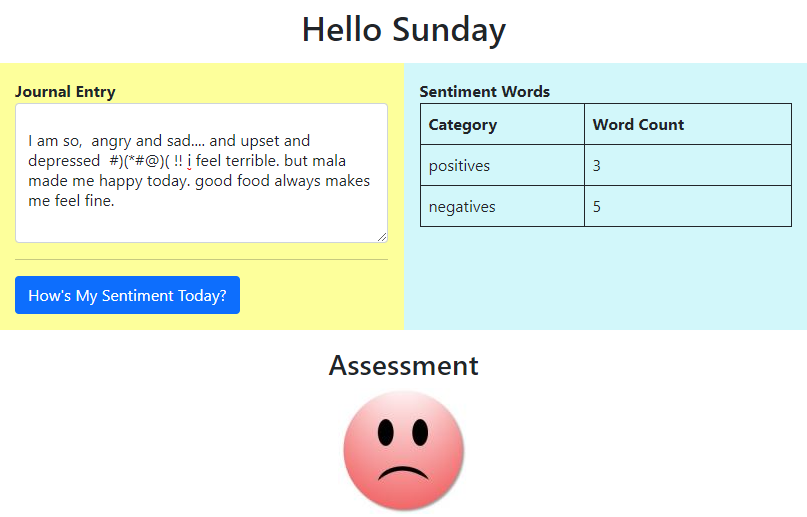 Hello Sunday
Journal Entry
I am so,  angry and sad.... and upset and
depressed  #)(*#@)( !! i feel terrible. but mala
made me happy today. good food always makes
me feel fine.
How's My Sentiment Today?
Sentiment Words
Category Word Count
positives 3
negatives 5
Assessment